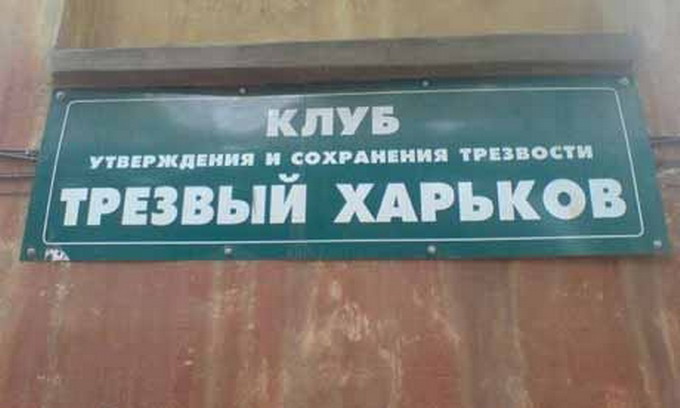 КЛУБ
УТВЕРЖДЕНИЯ И СОХРАНЕНИЯ ТРЕЗВОСТИ
ТРЕЗВЫЙ ХАРЬКОВ